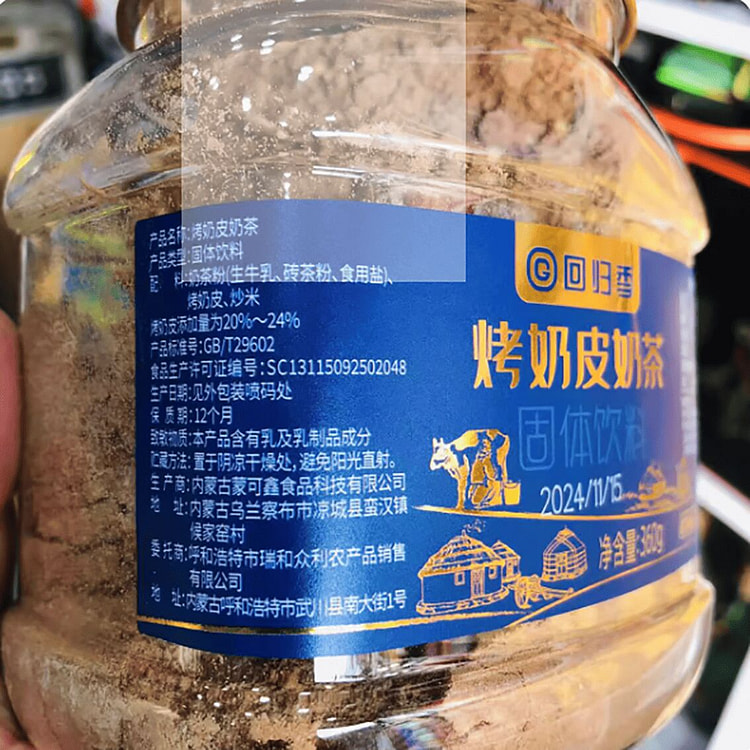 产品名称:烤奶皮奶茶
产品类型:固体饮料
配 料:奶茶粉(生牛乳、砖茶粉、食用盐)、
烤奶皮、炒米
烤奶皮添加量为20%~24%
产品标准号:GB/T29602
食品生产许可证编号:SC13115092502048
生产日期:见外包装喷码处
保 质 期:12个月
致敏物质:本产品含有乳及乳制品成分
贮藏方法:置于阴凉干燥处,避免阳光直射。
生 产 商:内蒙古蒙可鑫食品科技有限公司
地 址:内蒙古乌兰察布市凉城县蛮汉镇
候家窑村
委 托 商:呼和浩特市瑞和众利农产品销售
有限公司
地 址:内蒙古呼和浩特市武川县南大街1号
回归香
烤奶皮奶茶
固体饮料
2024/11/15
净含量:360g